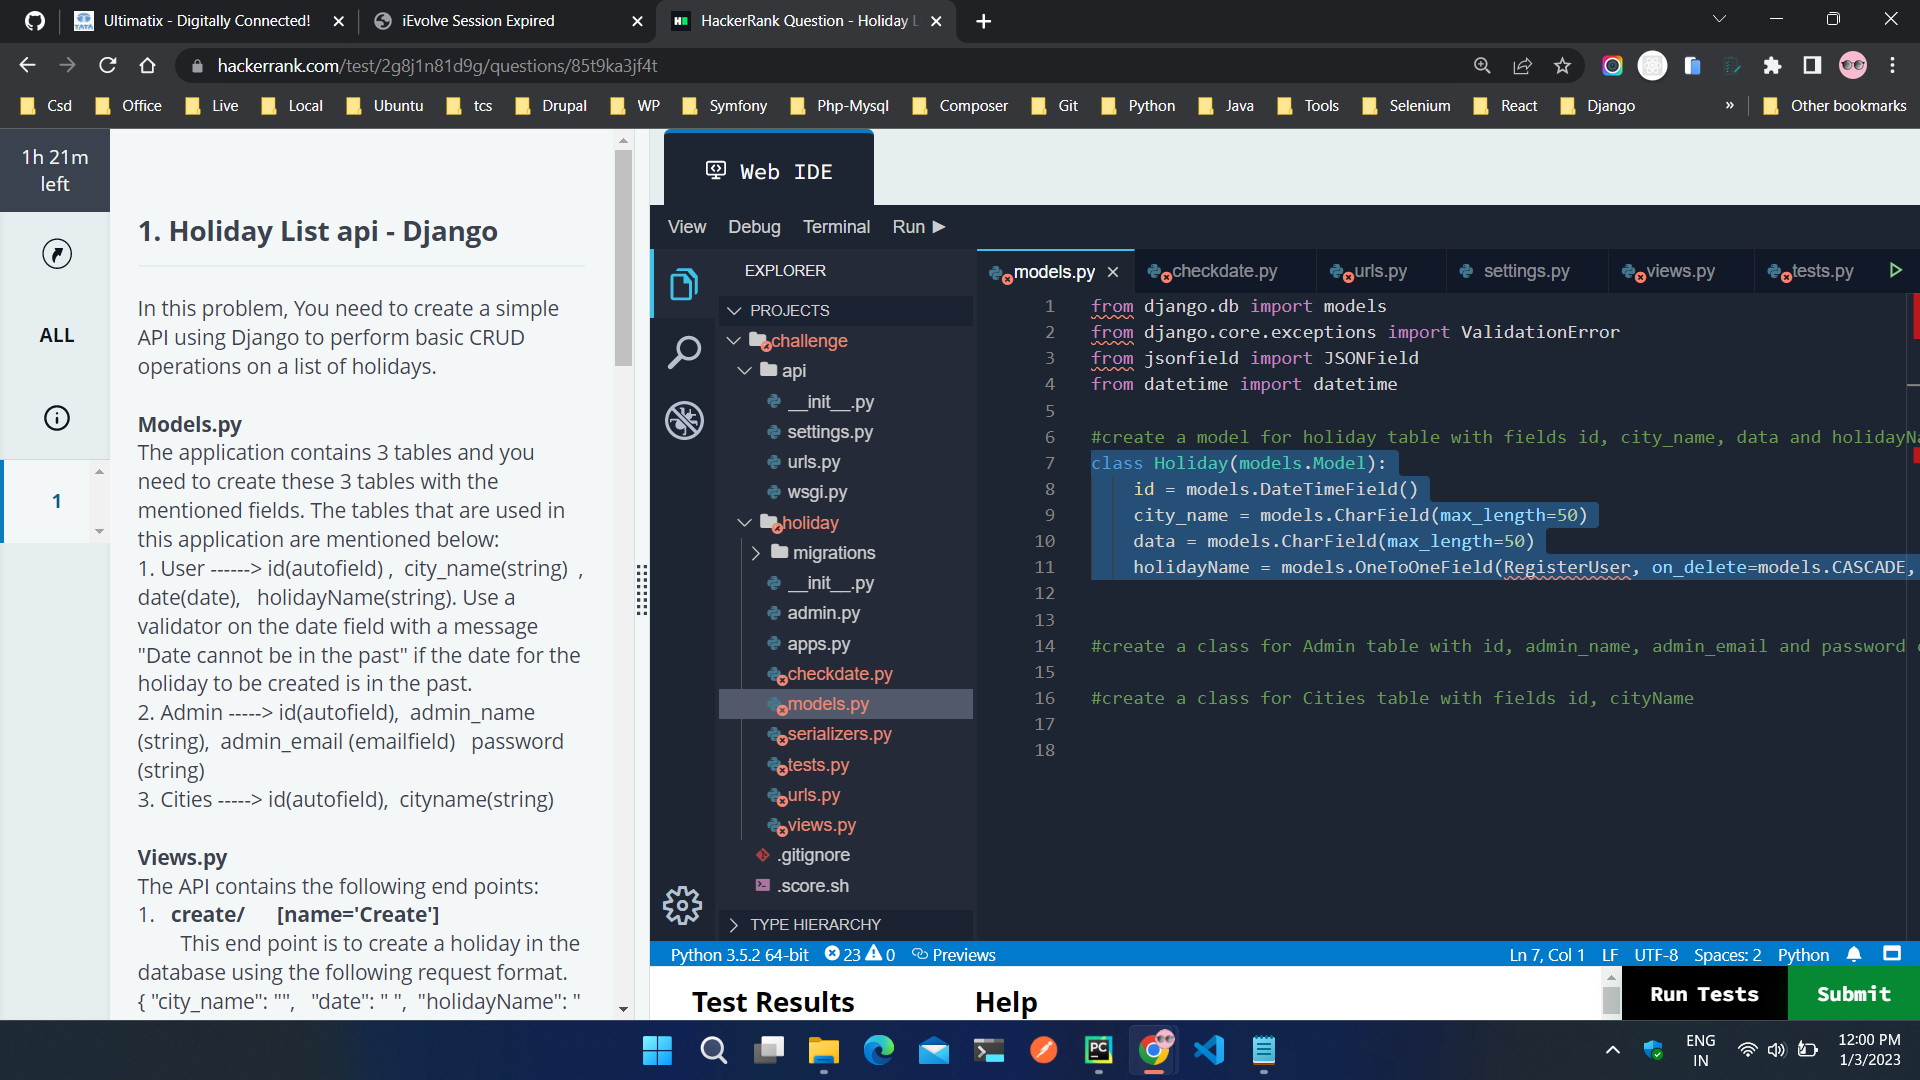 Ultimatix - Digitally Connected!
iEvolve Session Expired
HackerRank Question - Holiday L
hackerrank.com/test/2g8j1n81d9g/questions/85t9ka3jf4t
Csd Office Live Local Ubuntu tcs Drupal WP Symfony Php-Mysql Composer Git Python Java Tools Selenium React Django » Other bookmarks
1h 21m
left
ALL
1
1. Holiday List api - Django
In this problem, You need to create a simple
API using Django to perform basic CRUD
operations on a list of holidays.
Models.py
The application contains 3 tables and you
need to create these 3 tables with the
mentioned fields. The tables that are used in
this application are mentioned below:
1. User ------> id(autofield) ,  city_name(string)  ,
date(date),   holidayName(string). Use a
validator on the date field with a message
"Date cannot be in the past" if the date for the
holiday to be created is in the past.
2. Admin -----> id(autofield),  admin_name
(string),  admin_email (emailfield)   password
(string)
3. Cities -----> id(autofield),  cityname(string)
Views.py
The API contains the following end points:
1.   create/      [name='Create']
This end point is to create a holiday in the
database using the following request format.
{ "city_name": "",   "date": " ",  "holidayName": "
Web IDE
View Debug Terminal Run
EXPLORER
PROJECTS
challenge
api
__init__.py
settings.py
urls.py
wsgi.py
holiday
migrations
__init__.py
admin.py
apps.py
checkdate.py
models.py
serializers.py
tests.py
urls.py
views.py
.gitignore
.score.sh
TYPE HIERARCHY
models.py checkdate.py urls.py settings.py views.py tests.py
1 from django.db import models
2 from django.core.exceptions import ValidationError
3 from jsonfield import JSONField
4 from datetime import datetime
5
6 #create a model for holiday table with fields id, city_name, data and holidayNa
7 class Holiday(models.Model):
8     id = models.DateTimeField()
9     city_name = models.CharField(max_length=50)
10     data = models.CharField(max_length=50)
11     holidayName = models.OneToOneField(RegisterUser, on_delete=models.CASCADE,
12
13
14 #create a class for Admin table with id, admin_name, admin_email and password
15
16 #create a class for Cities table with fields id, cityName
17
18
Python 3.5.2 64-bit 23 0 Previews Ln 7, Col 1 LF UTF-8 Spaces: 2 Python
Test Results Help Run Tests Submit
PC
ENG
IN
12:00 PM
1/3/2023